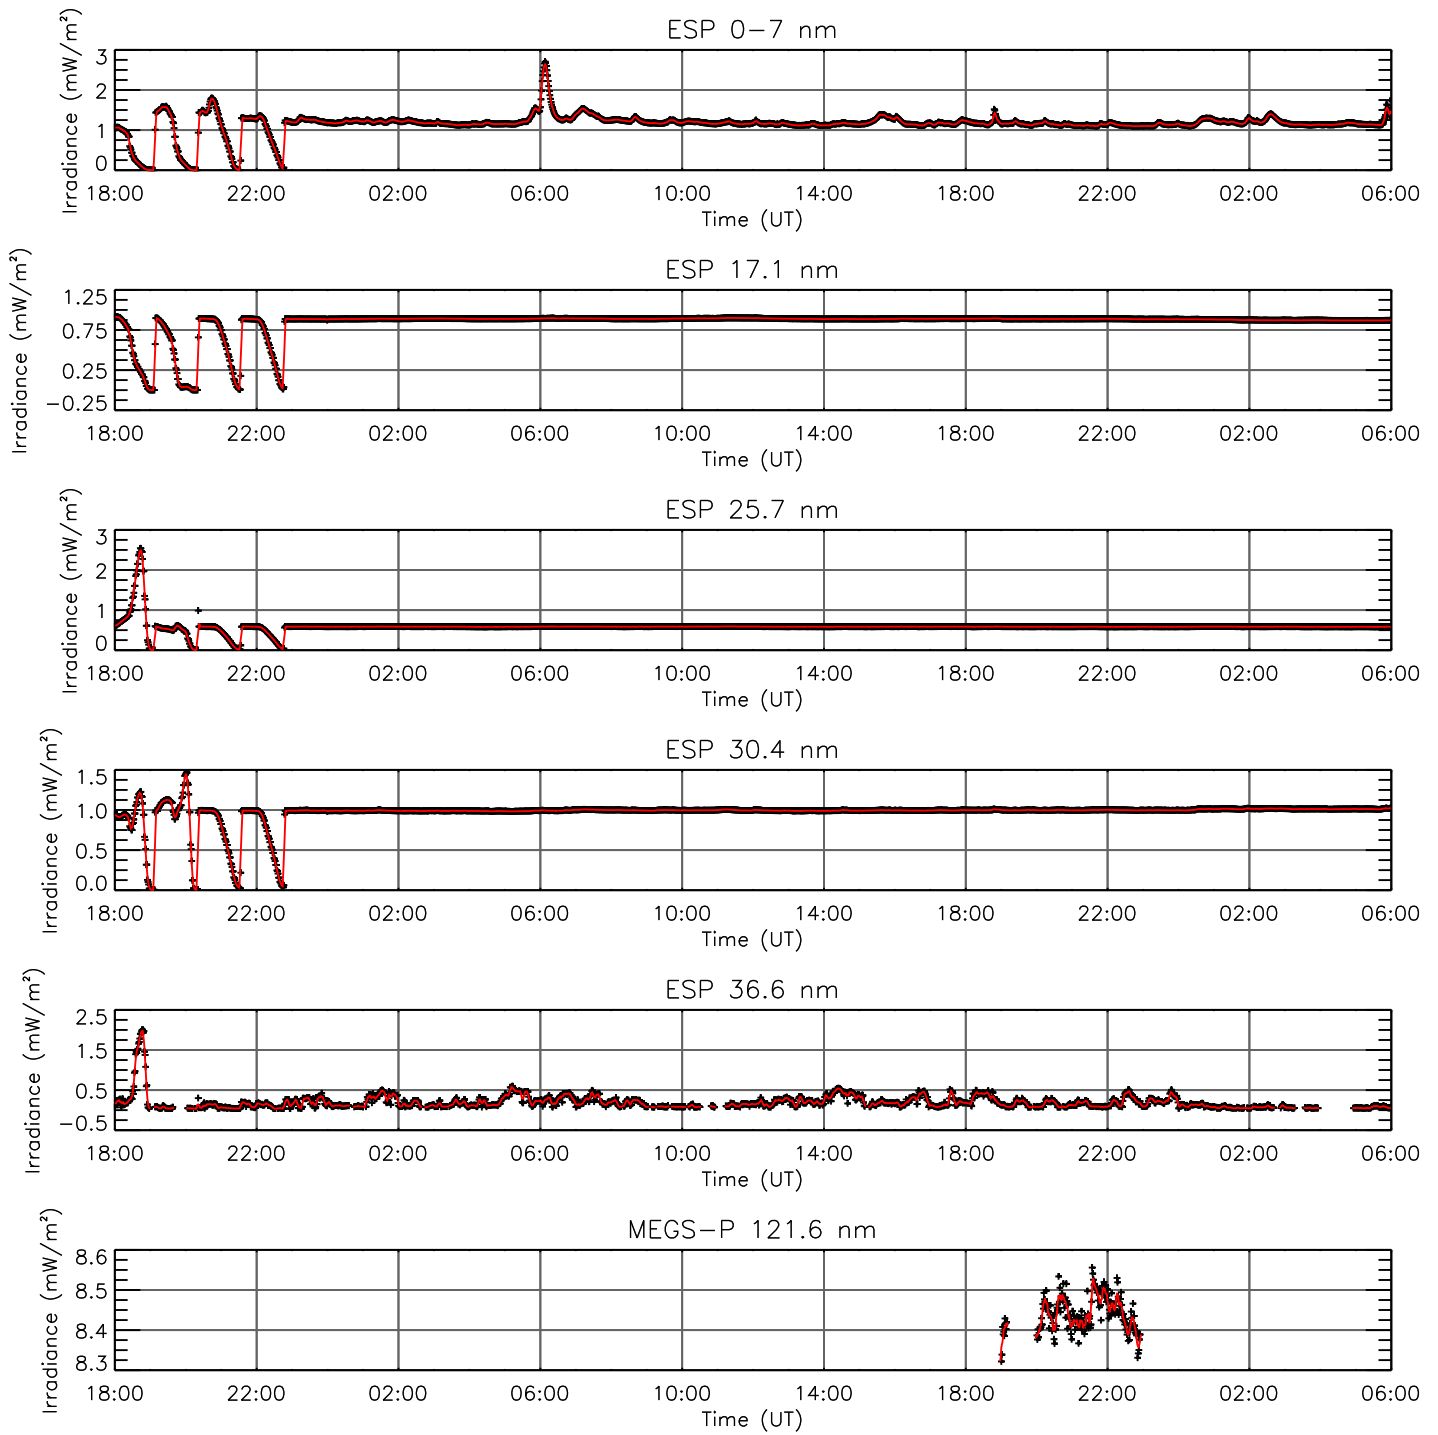 ESP 0-7 nm
Irradiance (mW/m²)
3
2
1
0
18:00 22:00 02:00 06:00 10:00 14:00 18:00 22:00 02:00 06:00
Time (UT)
ESP 17.1 nm
Irradiance (mW/m²)
1.25
0.75
0.25
-0.25
18:00 22:00 02:00 06:00 10:00 14:00 18:00 22:00 02:00 06:00
Time (UT)
ESP 25.7 nm
Irradiance (mW/m²)
3
2
1
0
18:00 22:00 02:00 06:00 10:00 14:00 18:00 22:00 02:00 06:00
Time (UT)
ESP 30.4 nm
Irradiance (mW/m²)
1.5
1.0
0.5
0.0
18:00 22:00 02:00 06:00 10:00 14:00 18:00 22:00 02:00 06:00
Time (UT)
ESP 36.6 nm
Irradiance (mW/m²)
2.5
1.5
0.5
-0.5
18:00 22:00 02:00 06:00 10:00 14:00 18:00 22:00 02:00 06:00
Time (UT)
MEGS-P 121.6 nm
Irradiance (mW/m²)
8.6
8.5
8.4
8.3
18:00 22:00 02:00 06:00 10:00 14:00 18:00 22:00 02:00 06:00
Time (UT)